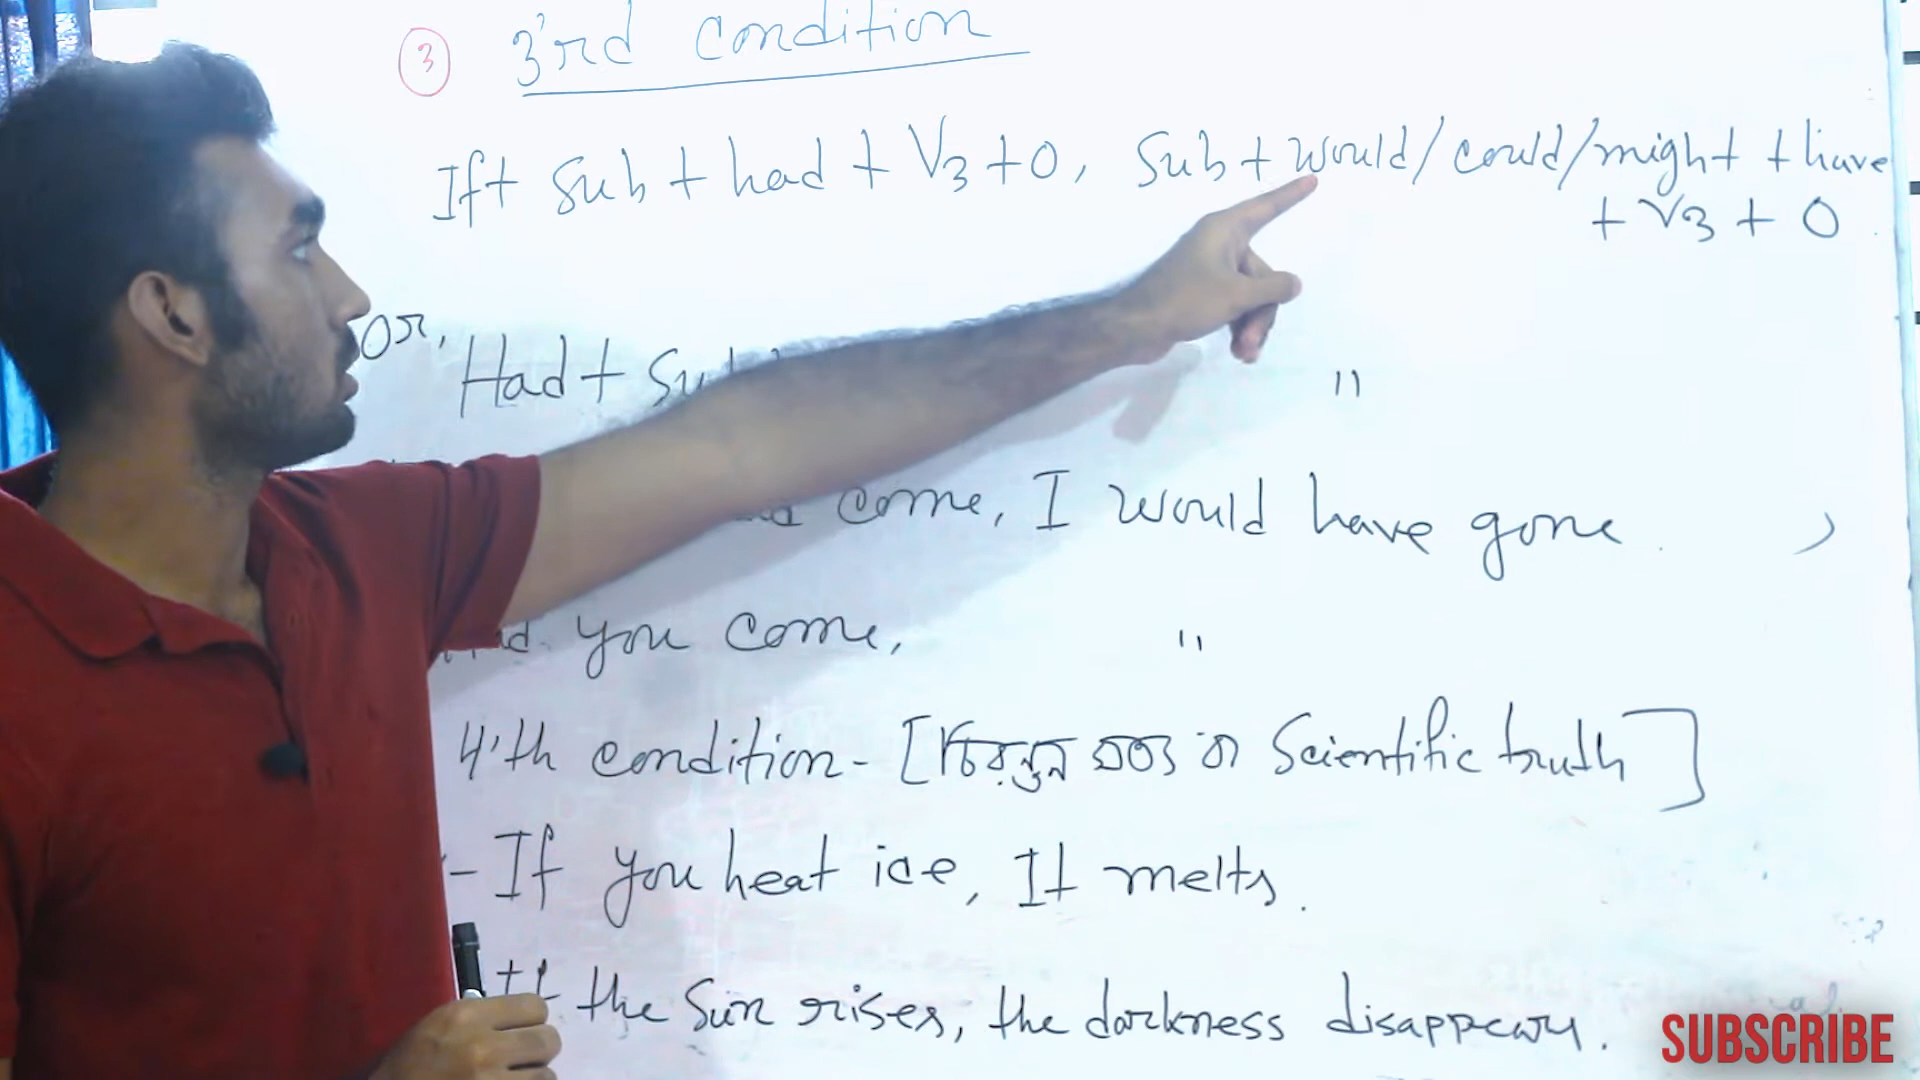 3 3'rd condition
If + Sub + had + V3 + O, Sub + would/could/might + have
+ V3 + O
Or, Had + Sub "
come, I would have gone.
you come, "
4'th condition - [চিরন্তন সত্য বা Scientific truth]
- If you heat ice, It melts.
If the Sun rises, the darkness disappears.
SUBSCRIBE